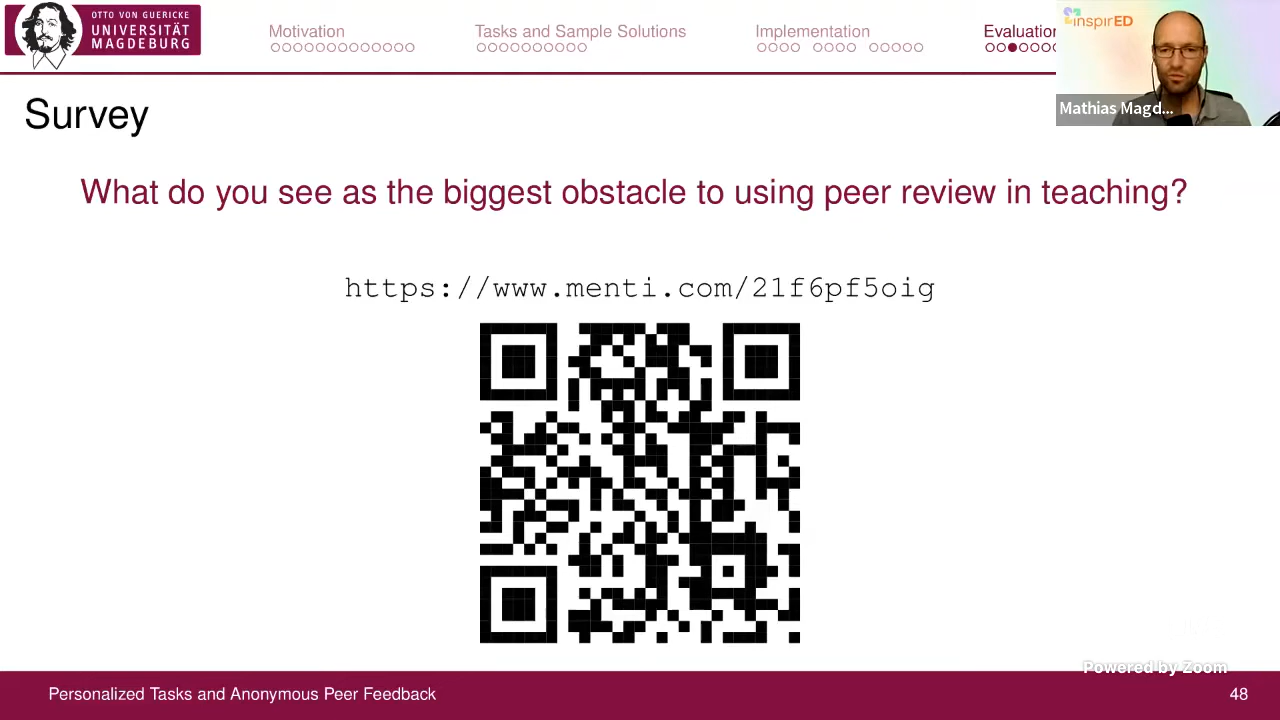 OTTO VON GUERICKE
UNIVERSITÄT
MAGDEBURG
Motivation
Tasks and Sample Solutions
Implementation
Evaluation
inspirED
Mathias Magd...
Survey
What do you see as the biggest obstacle to using peer review in teaching?
https://www.menti.com/21f6pf5oig
Powered by Zoom
Personalized Tasks and Anonymous Peer Feedback
48